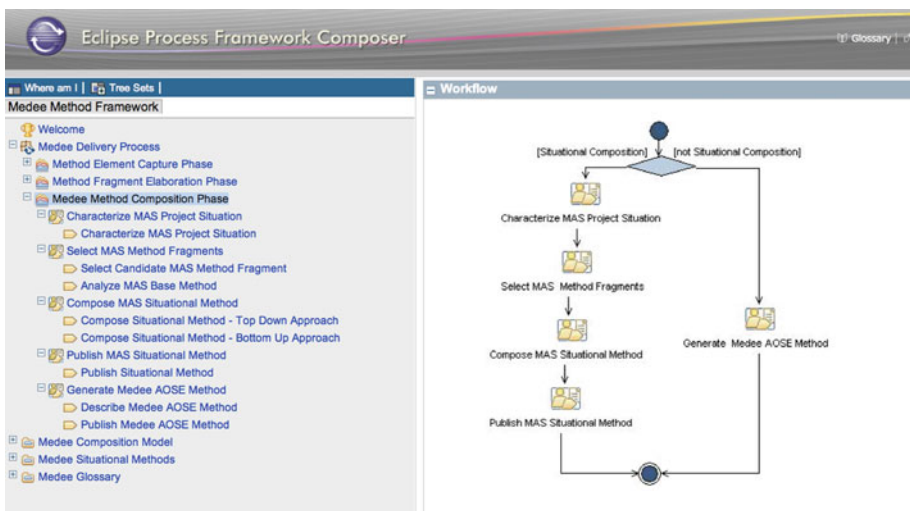 Eclipse Process Framework Composer
Glossary
Where am I
Tree Sets
Medee Method Framework
Welcome
Medee Delivery Process
Method Element Capture Phase
Method Fragment Elaboration Phase
Medee Method Composition Phase
Characterize MAS Project Situation
Characterize MAS Project Situation
Select MAS Method Fragments
Select Candidate MAS Method Fragment
Analyze MAS Base Method
Compose MAS Situational Method
Compose Situational Method - Top Down Approach
Compose Situational Method - Bottom Up Approach
Publish MAS Situational Method
Publish Situational Method
Generate Medee AOSE Method
Describe Medee AOSE Method
Publish Medee AOSE Method
Medee Composition Model
Medee Situational Methods
Medee Glossary
Workflow
[Situational Composition]
[not Situational Composition]
Characterize MAS Project Situation
Select MAS Method Fragments
Compose MAS Situational Method
Generate Medee AOSE Method
Publish MAS Situational Method